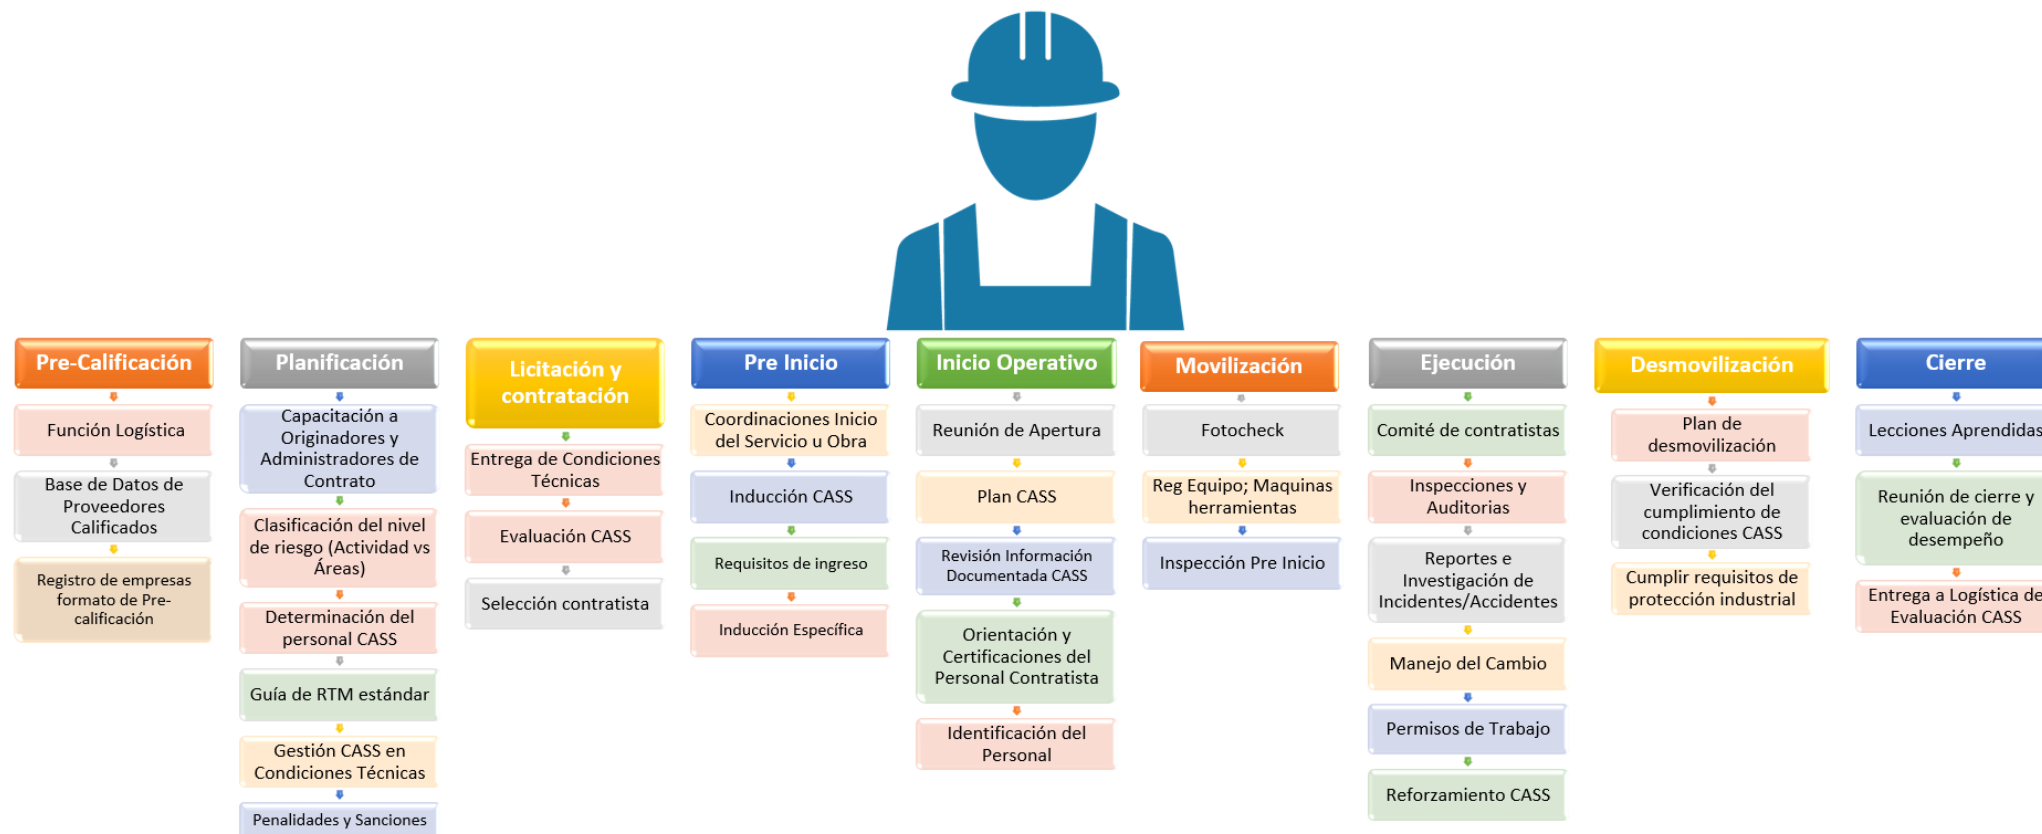 Pre-Calificación
Función Logística
Base de Datos de
Proveedores
Calificados
Registro de empresas
formato de Pre-
calificación
Planificación
Capacitación a
Originadores y
Administradores de
Contrato
Clasificación del nivel
de riesgo (Actividad vs
Áreas)
Determinación del
personal CASS
Guía de RTM estándar
Gestión CASS en
Condiciones Técnicas
Penalidades y Sanciones
Licitación y
contratación
Entrega de Condiciones
Técnicas
Evaluación CASS
Selección contratista
Pre Inicio
Coordinaciones Inicio
del Servicio u Obra
Inducción CASS
Requisitos de ingreso
Inducción Específica
Inicio Operativo
Reunión de Apertura
Plan CASS
Revisión Información
Documentada CASS
Orientación y
Certificaciones del
Personal Contratista
Identificación del
Personal
Movilización
Fotocheck
Reg Equipo; Maquinas
herramientas
Inspección Pre Inicio
Ejecución
Comité de contratistas
Inspecciones y
Auditorias
Reportes e
Investigación de
Incidentes/Accidentes
Manejo del Cambio
Permisos de Trabajo
Reforzamiento CASS
Desmovilización
Plan de
desmovilización
Verificación del
cumplimiento de
condiciones CASS
Cumplir requisitos de
protección industrial
Cierre
Lecciones Aprendidas
Reunión de cierre y
evaluación de
desempeño
Entrega a Logística de
Evaluación CASS